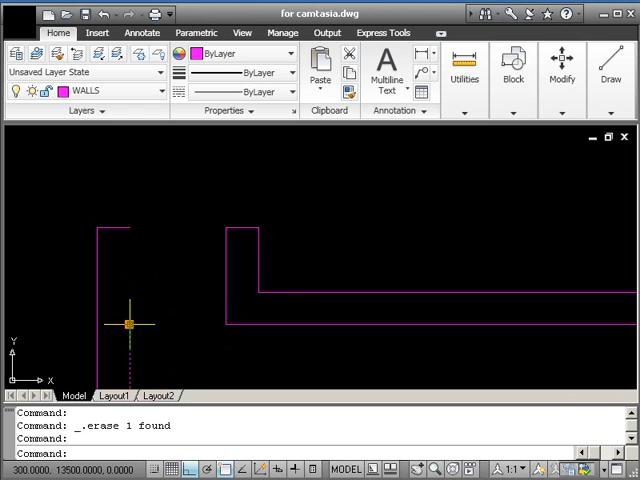 for camtasia.dwg
Home Insert Annotate Parametric View Manage Output Express Tools
Unsaved Layer State
WALLS
Layers
ByLayer
ByLayer
ByLayer
Properties
Paste
Clipboard
A
Multiline
Text
Annotation
Utilities
Block
Modify
Draw
Y
X
Model Layout1 Layout2
Command:
Command: _.erase 1 found
Command:
Command:
300.0000, 13500.0000, 0.0000
MODEL
1:1